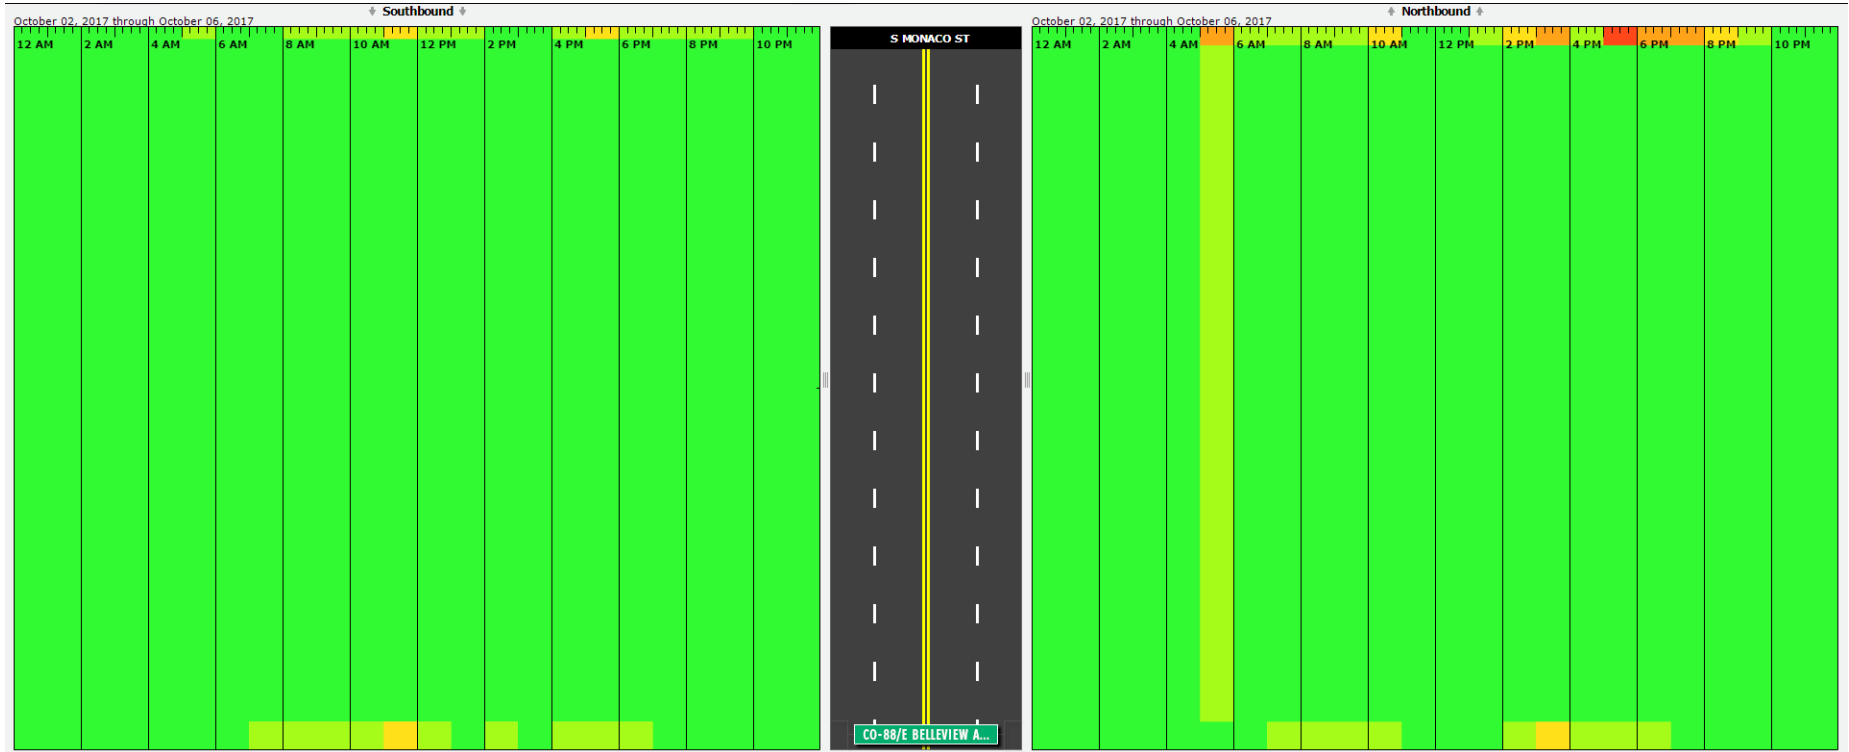 Southbound
October 02, 2017 through October 06, 2017
12 AM 2 AM 4 AM 6 AM 8 AM 10 AM 12 PM 2 PM 4 PM 6 PM 8 PM 10 PM
S MONACO ST
CO-88/E BELLEVIEW A...
Northbound
October 02, 2017 through October 06, 2017
12 AM 2 AM 4 AM 6 AM 8 AM 10 AM 12 PM 2 PM 4 PM 6 PM 8 PM 10 PM